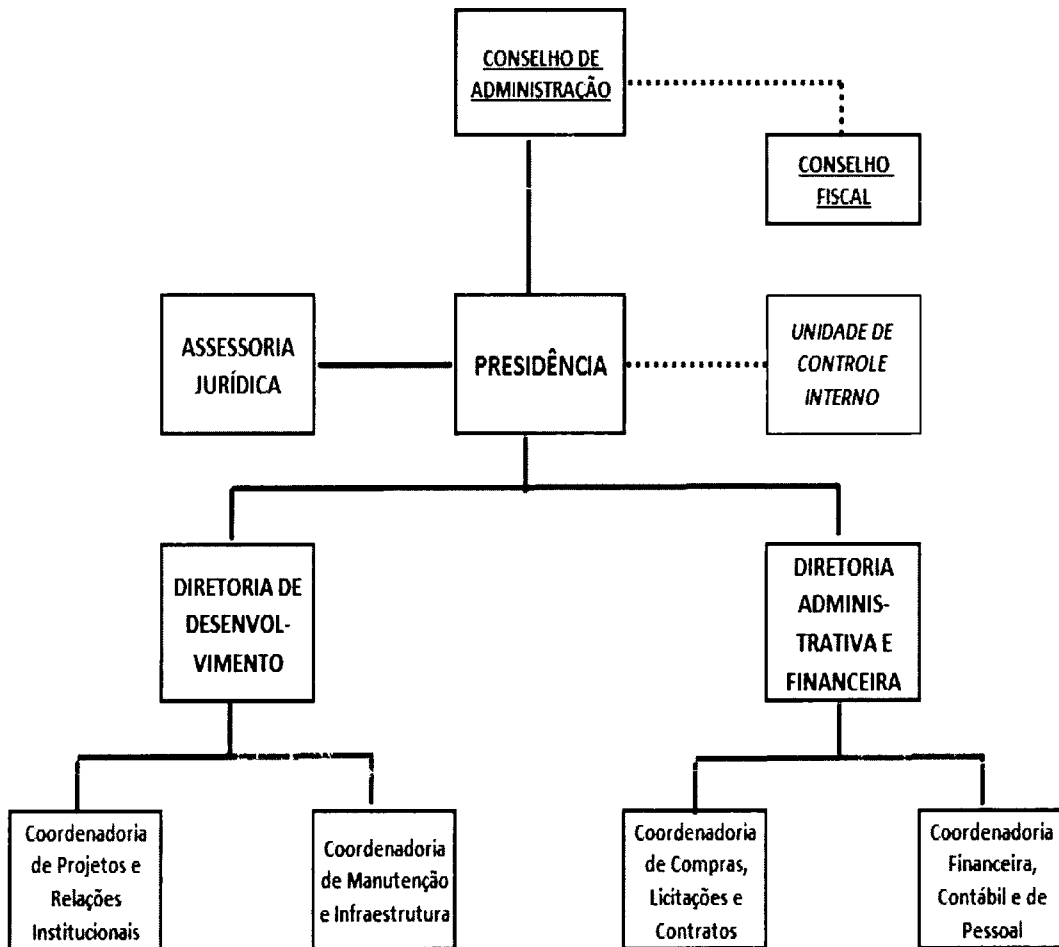 CONSELHO DE
ADMINISTRAÇÃO
CONSELHO
FISCAL
ASSESSORIA
JURÍDICA
PRESIDÊNCIA
UNIDADE DE
CONTROLE
INTERNO
DIRETORIA DE
DESENVOL-
VIMENTO
DIRETORIA
ADMINIS-
TRATIVA E
FINANCEIRA
Coordenadoria
de Projetos e
Relações
Institucionais
Coordenadoria
de Manutenção
e Infraestrutura
Coordenadoria
de Compras,
Licitações e
Contratos
Coordenadoria
Financeira,
Contábil e de
Pessoal